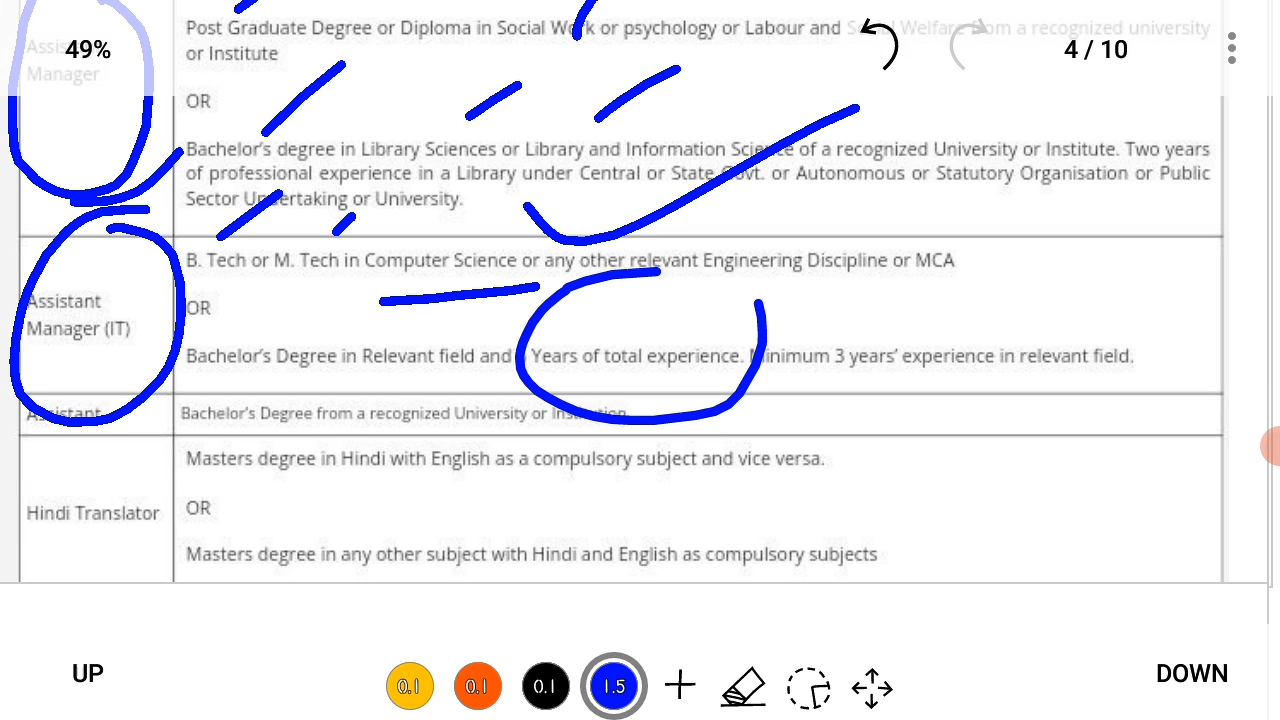 49%
4 / 10
Assistant Manager
Post Graduate Degree or Diploma in Social Work or psychology or Labour and Social Welfare from a recognized university
or Institute
OR
Bachelor's degree in Library Sciences or Library and Information Science of a recognized University or Institute. Two years
of professional experience in a Library under Central or State Govt. or Autonomous or Statutory Organisation or Public
Sector Undertaking or University.
Assistant
Manager (IT)
B. Tech or M. Tech in Computer Science or any other relevant Engineering Discipline or MCA
OR
Bachelor's Degree in Relevant field and Years of total experience. Minimum 3 years' experience in relevant field.
Assistant
Bachelor's Degree from a recognized University or Institution
Hindi Translator
Masters degree in Hindi with English as a compulsory subject and vice versa.
OR
Masters degree in any other subject with Hindi and English as compulsory subjects
UP
0.1
0.1
0.1
1.5
DOWN